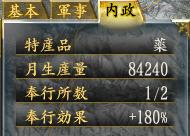 基本 軍事 内政
特産品 薬
月生産量 84240
奉行所数 1/2
奉行効果 +180%